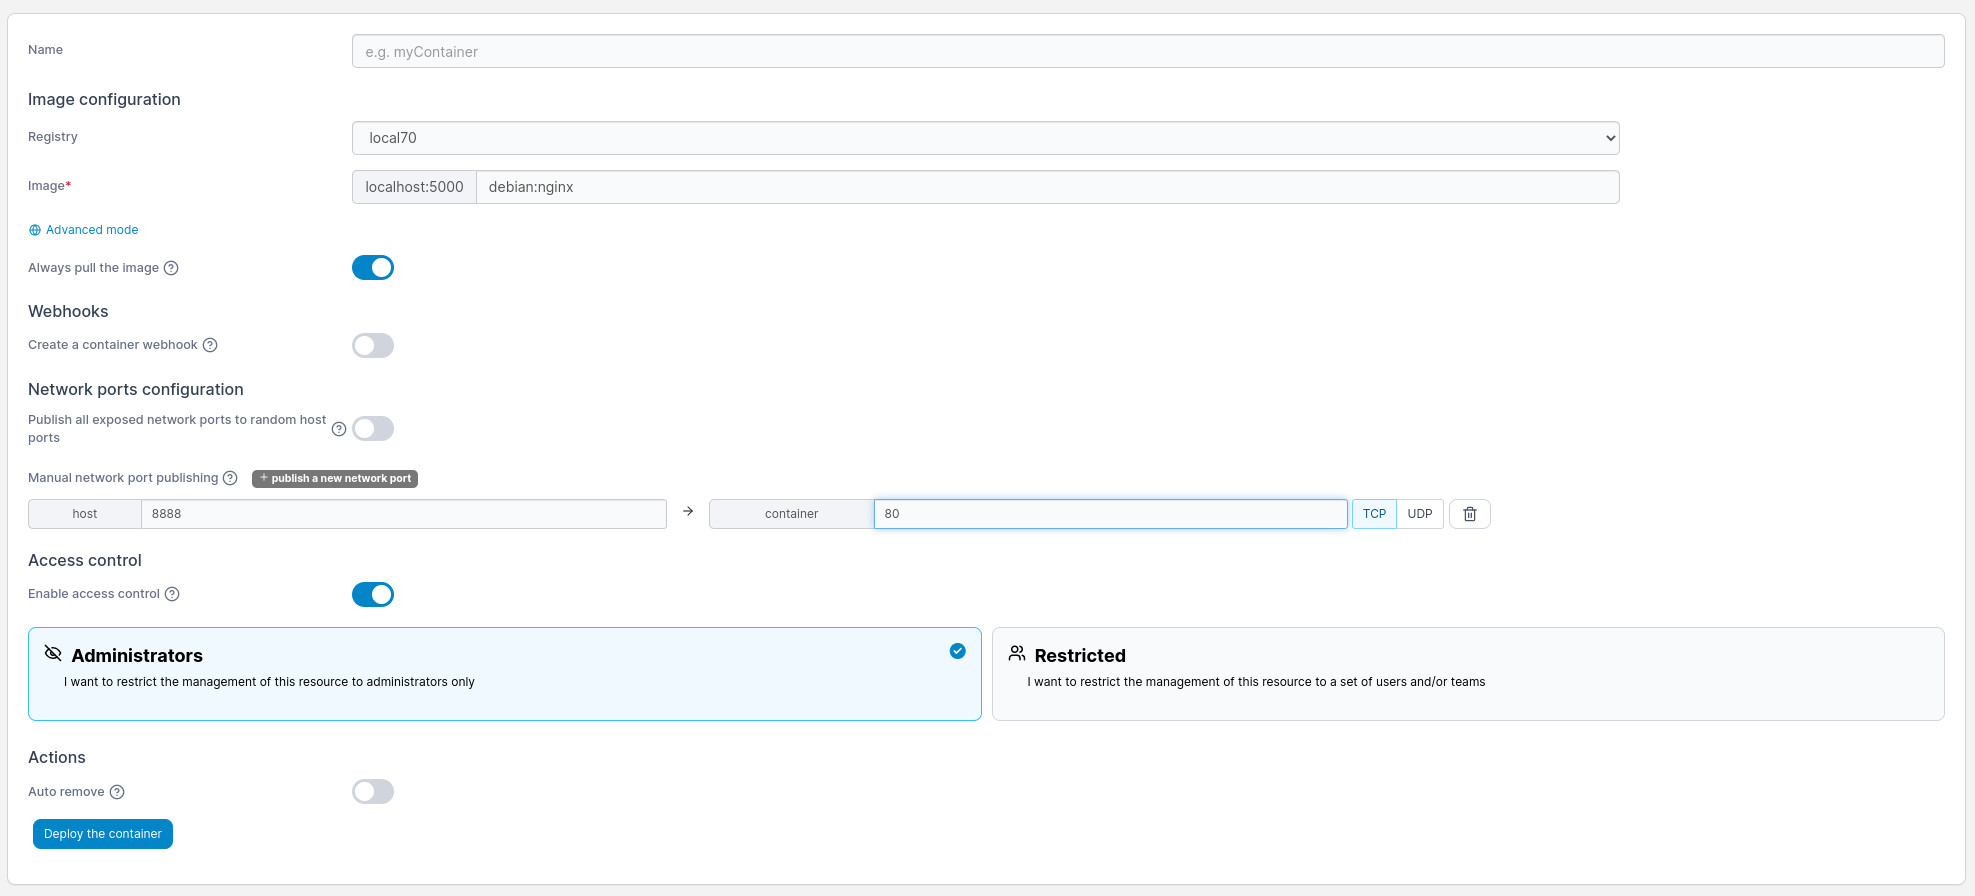 Name
e.g. myContainer
Image configuration
Registry
local70
Image*
localhost:5000
debian:nginx
Advanced mode
Always pull the image
Webhooks
Create a container webhook
Network ports configuration
Publish all exposed network ports to random host
ports
Manual network port publishing
+ publish a new network port
host
8888
→
container
80
TCP
UDP
Access control
Enable access control
Administrators
I want to restrict the management of this resource to administrators only
Restricted
I want to restrict the management of this resource to a set of users and/or teams
Actions
Auto remove
Deploy the container